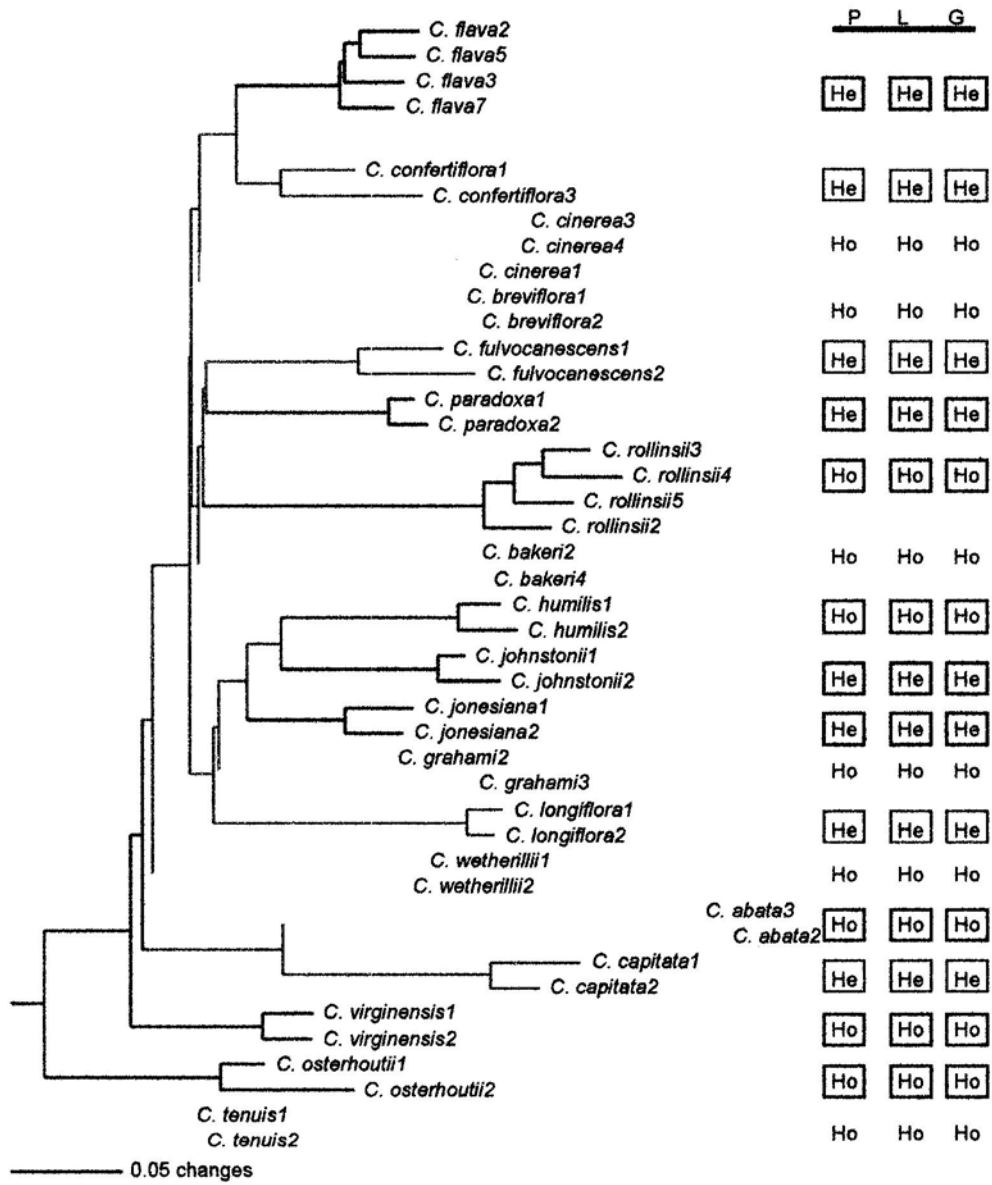 P L G
C. flava2
C. flava5
C. flava3
He He He
C. flava7
C. confertiflora1
He He He
C. confertiflora3
C. cinerea3
C. cinerea4
Ho Ho Ho
C. cinerea1
C. breviflora1
Ho Ho Ho
C. breviflora2
C. fulvocanescens1
He He He
C. fulvocanescens2
C. paradoxa1
He He He
C. paradoxa2
C. rollinsii3
C. rollinsii4
Ho Ho Ho
C. rollinsii5
C. rollinsii2
C. bakeri2
Ho Ho Ho
C. bakeri4
C. humilis1
Ho Ho Ho
C. humilis2
C. johnstonii1
He He He
C. johnstonii2
C. jonesiana1
He He He
C. jonesiana2
C. grahami2
Ho Ho Ho
C. grahami3
C. longiflora1
He He He
C. longiflora2
C. wetherillii1
Ho Ho Ho
C. wetherillii2
C. abata3
Ho Ho Ho
C. abata2
C. capitata1
He He He
C. capitata2
C. virginensis1
Ho Ho Ho
C. virginensis2
C. osterhoutii1
Ho Ho Ho
C. osterhoutii2
C. tenuis1
Ho Ho Ho
C. tenuis2
0.05 changes